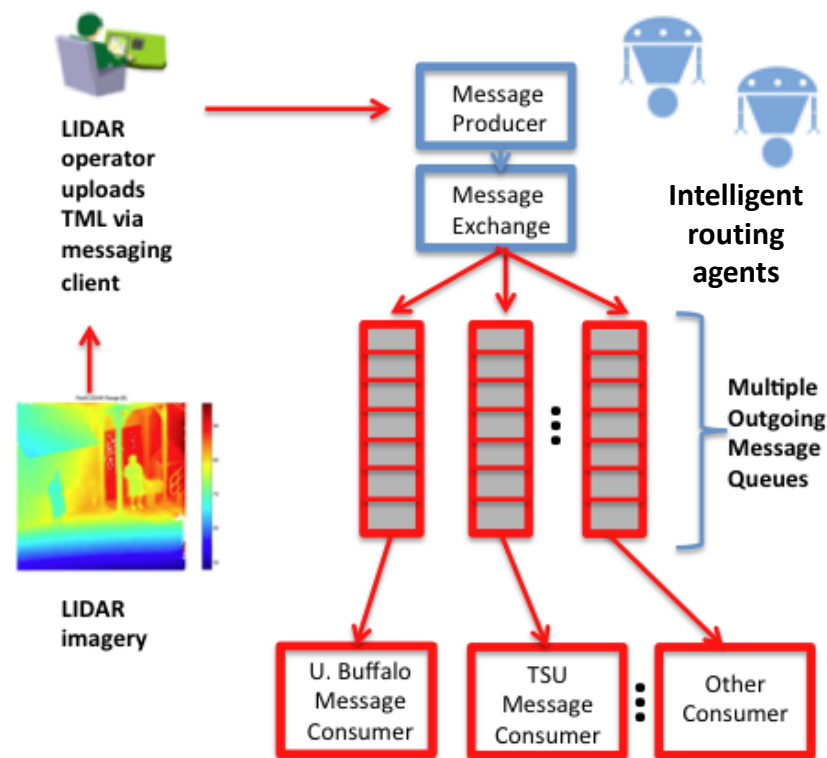 LIDAR
operator
uploads
TML via
messaging
client
Message
Producer
Message
Exchange
Intelligent
routing
agents
Multiple
Outgoing
Message
Queues
LIDAR
imagery
U. Buffalo
Message
Consumer
TSU
Message
Consumer
Other
Consumer